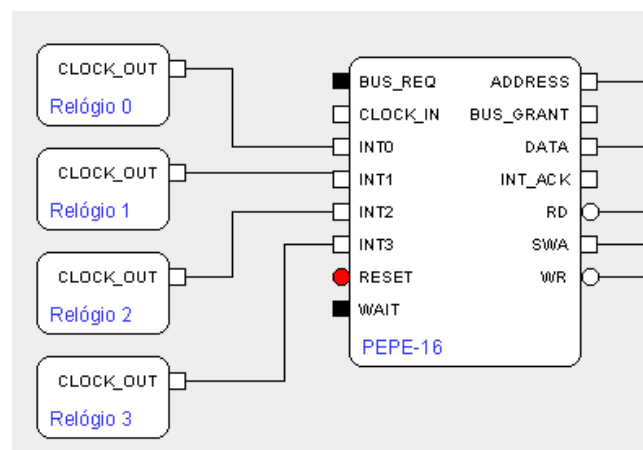 CLOCK_OUT
Relógio 0
CLOCK_OUT
Relógio 1
CLOCK_OUT
Relógio 2
CLOCK_OUT
Relógio 3
BUS_REQ ADDRESS
CLOCK_IN BUS_GRANT
INT0 DATA
INT1 INT_ACK
INT2 RD
INT3 SWA
RESET WR
WAIT
PEPE-16